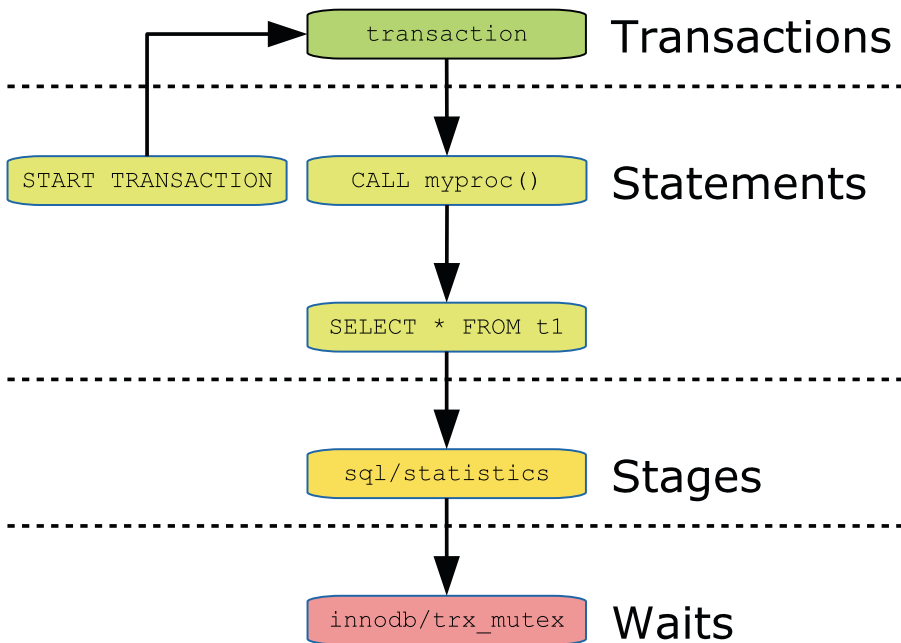 transaction Transactions
START TRANSACTION CALL myproc() Statements
SELECT * FROM t1
sql/statistics Stages
innodb/trx_mutex Waits